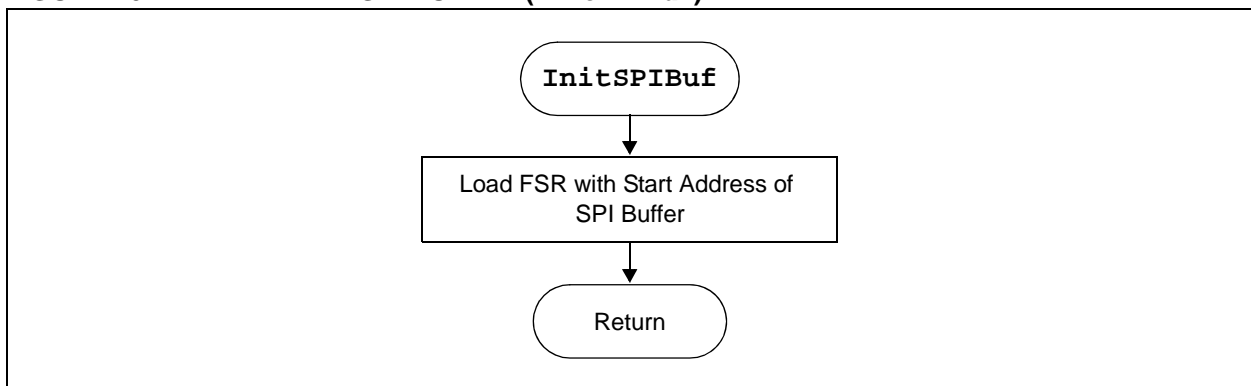 InitSPIBuf
Load FSR with Start Address of
SPI Buffer
Return